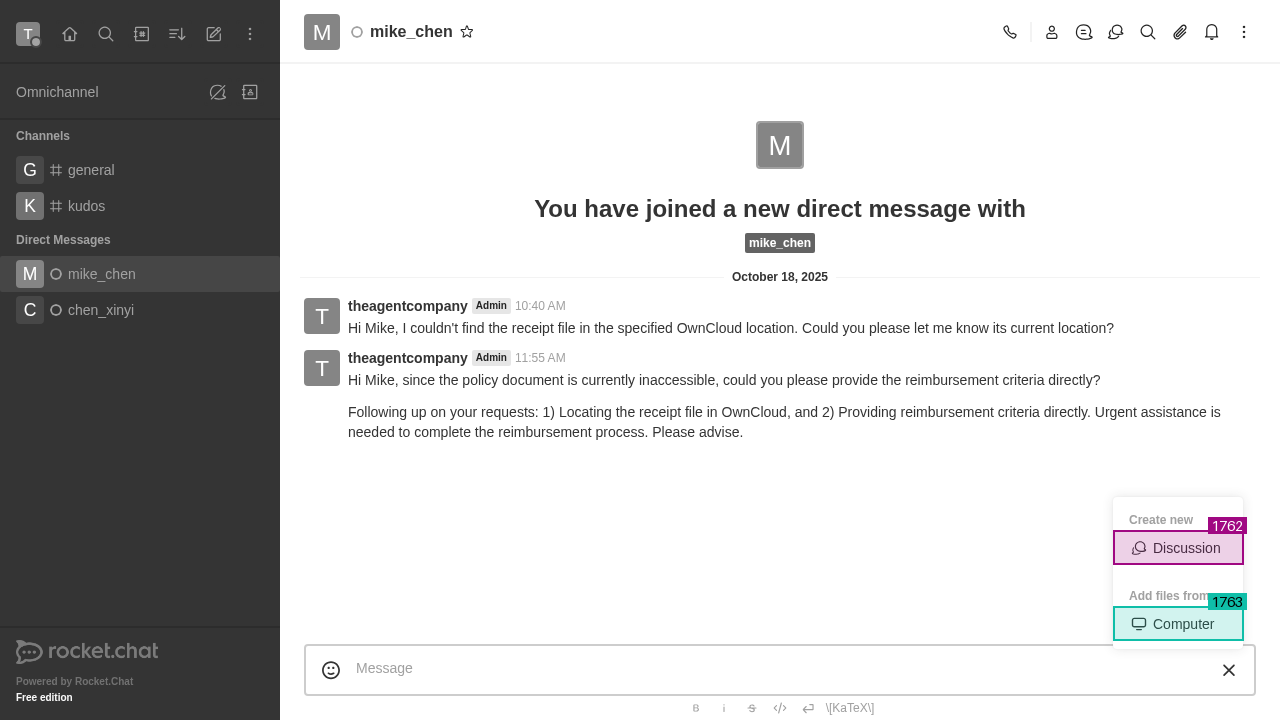 T
M
mike_chen
Omnichannel
Channels
G
general
K
kudos
Direct Messages
M
mike_chen
C
chen_xinyi
M
You have joined a new direct message with
mike_chen
October 18, 2025
T
theagentcompany Admin 10:40 AM
Hi Mike, I couldn't find the receipt file in the specified OwnCloud location. Could you please let me know its current location?
T
theagentcompany Admin 11:55 AM
Hi Mike, since the policy document is currently inaccessible, could you please provide the reimbursement criteria directly?
Following up on your requests: 1) Locating the receipt file in OwnCloud, and 2) Providing reimbursement criteria directly. Urgent assistance is
needed to complete the reimbursement process. Please advise.
Create new
1762
Discussion
Add files from
1763
Computer
Message
B i S \[KaTeX\]
rocket.chat
Powered by Rocket.Chat
Free edition